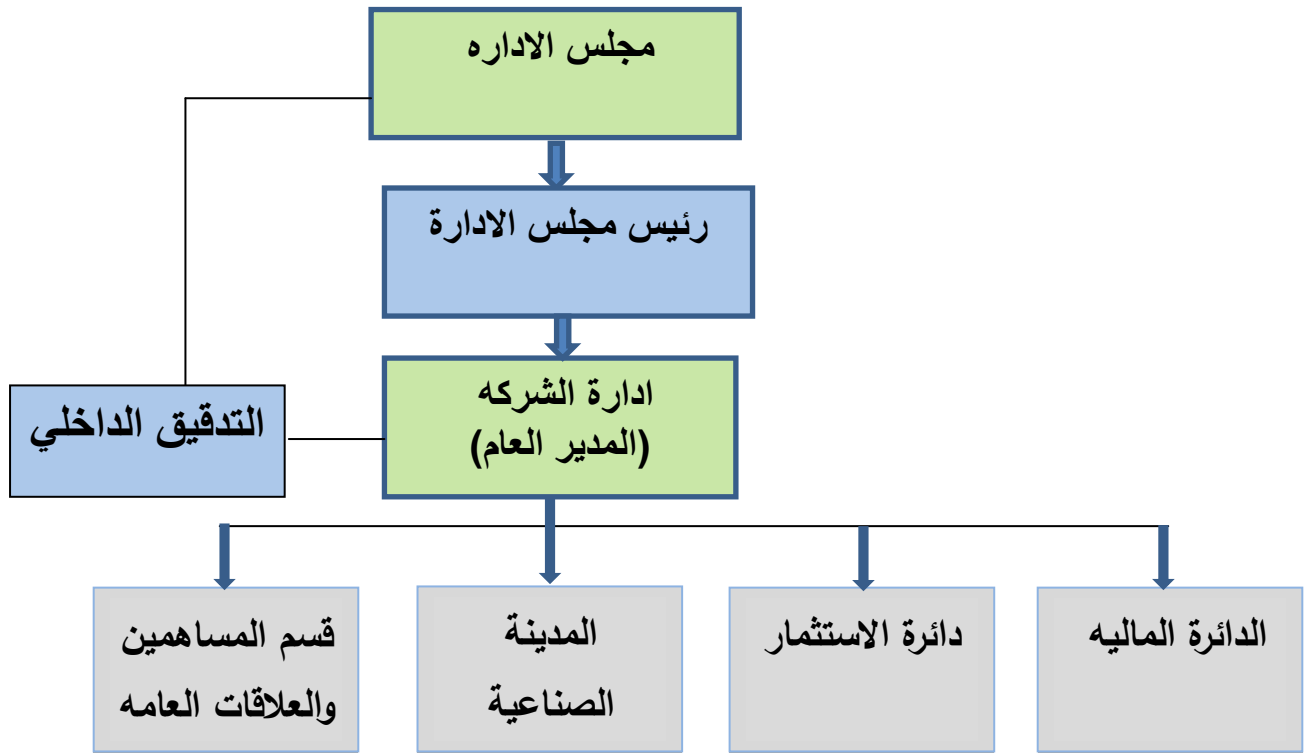 مجلس الاداره
رئيس مجلس الادارة
ادارة الشركه
(المدير العام)
التدقيق الداخلي
الدائرة الماليه
دائرة الاستثمار
المدينة
الصناعية
قسم المساهمين
والعلاقات العامه